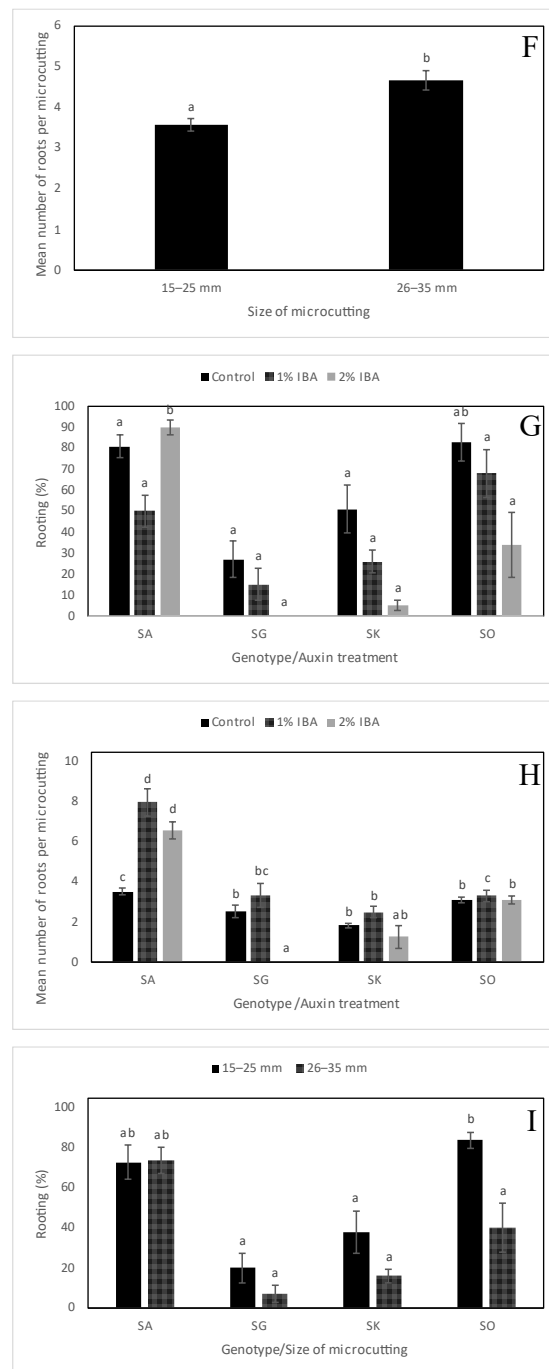 F
Mean number of roots per microcutting
6
5
4
3
2
1
0
a
b
15–25 mm
26–35 mm
Size of microcutting
Control 1% IBA 2% IBA
G
Rooting (%)
100
90
80
70
60
50
40
30
20
10
0
a a b
a a a
a a a
ab a a
SA SG SK SO
Genotype/Auxin treatment
Control 1% IBA 2% IBA
H
Mean number of roots per microcutting
10
8
6
4
2
0
c d d
b bc a
b b ab
b c b
SA SG SK SO
Genotype/Auxin treatment
15–25 mm 26–35 mm
I
Rooting (%)
100
80
60
40
20
0
ab ab
a a
a a
b a
SA SG SK SO
Genotype/Size of microcutting